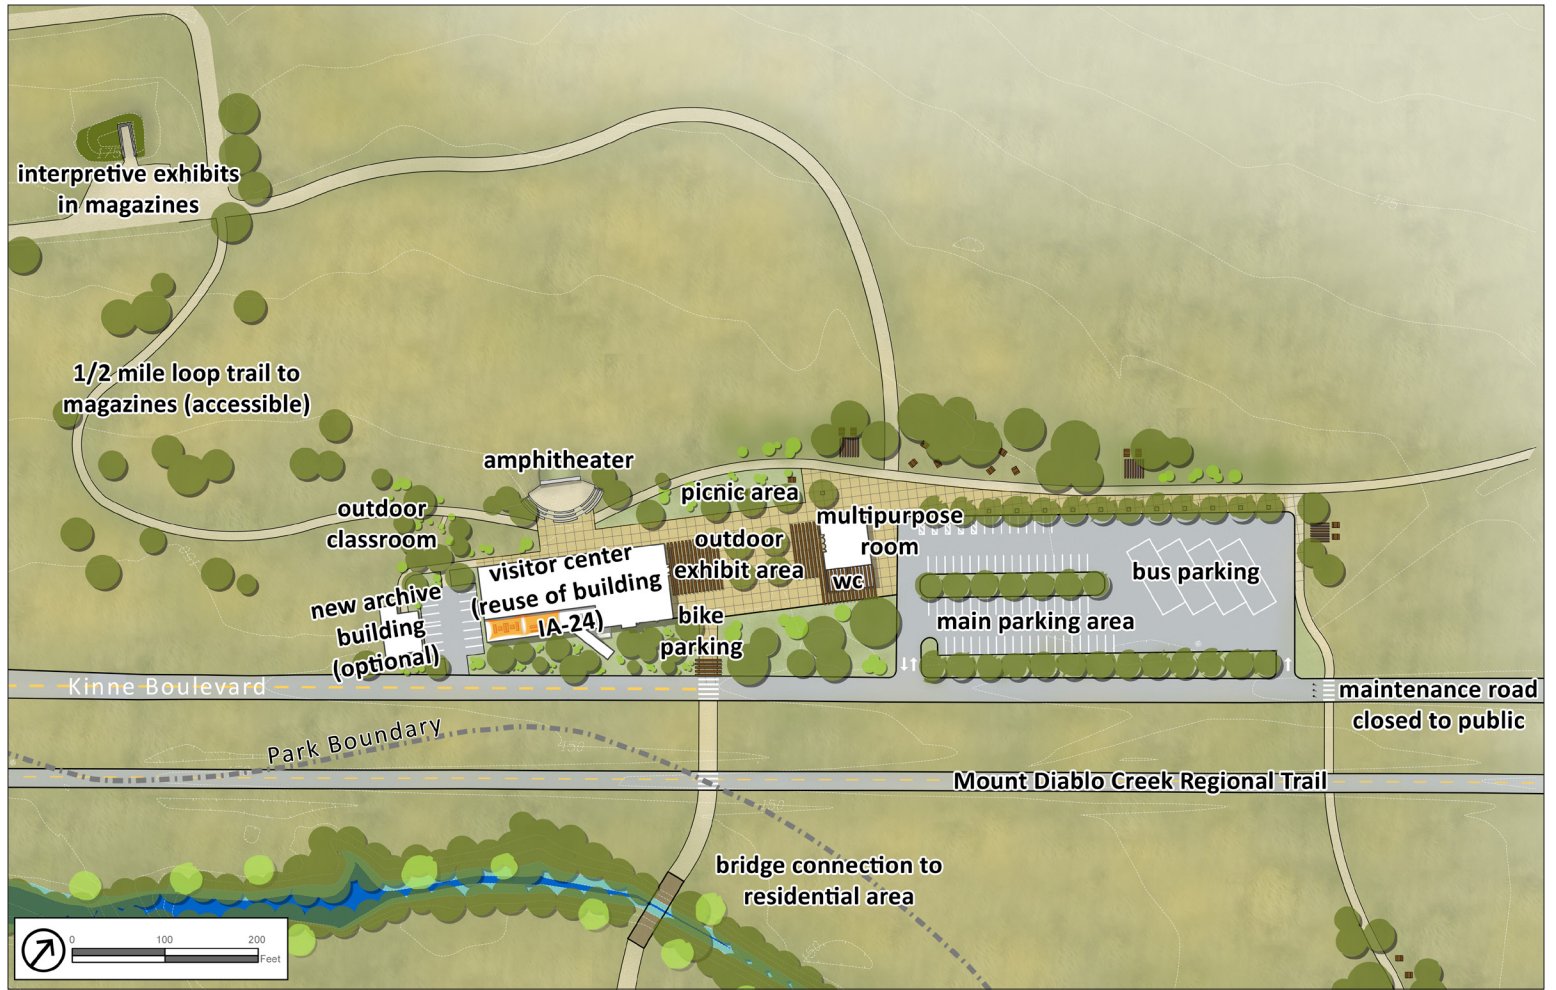 interpretive exhibits
in magazines
175
1/2 mile loop trail to
magazines (accessible)
amphitheater
picnic area
outdoor
classroom
multipurpose
room
outdoor
exhibit area
visitor center
(reuse of building
IA-24)
wc
bus parking
new archive
building
(optional)
bike
parking
main parking area
Kinne Boulevard
maintenance road
closed to public
Park Boundary
Mount Diablo Creek Regional Trail
bridge connection to
residential area
0 100 200
Feet